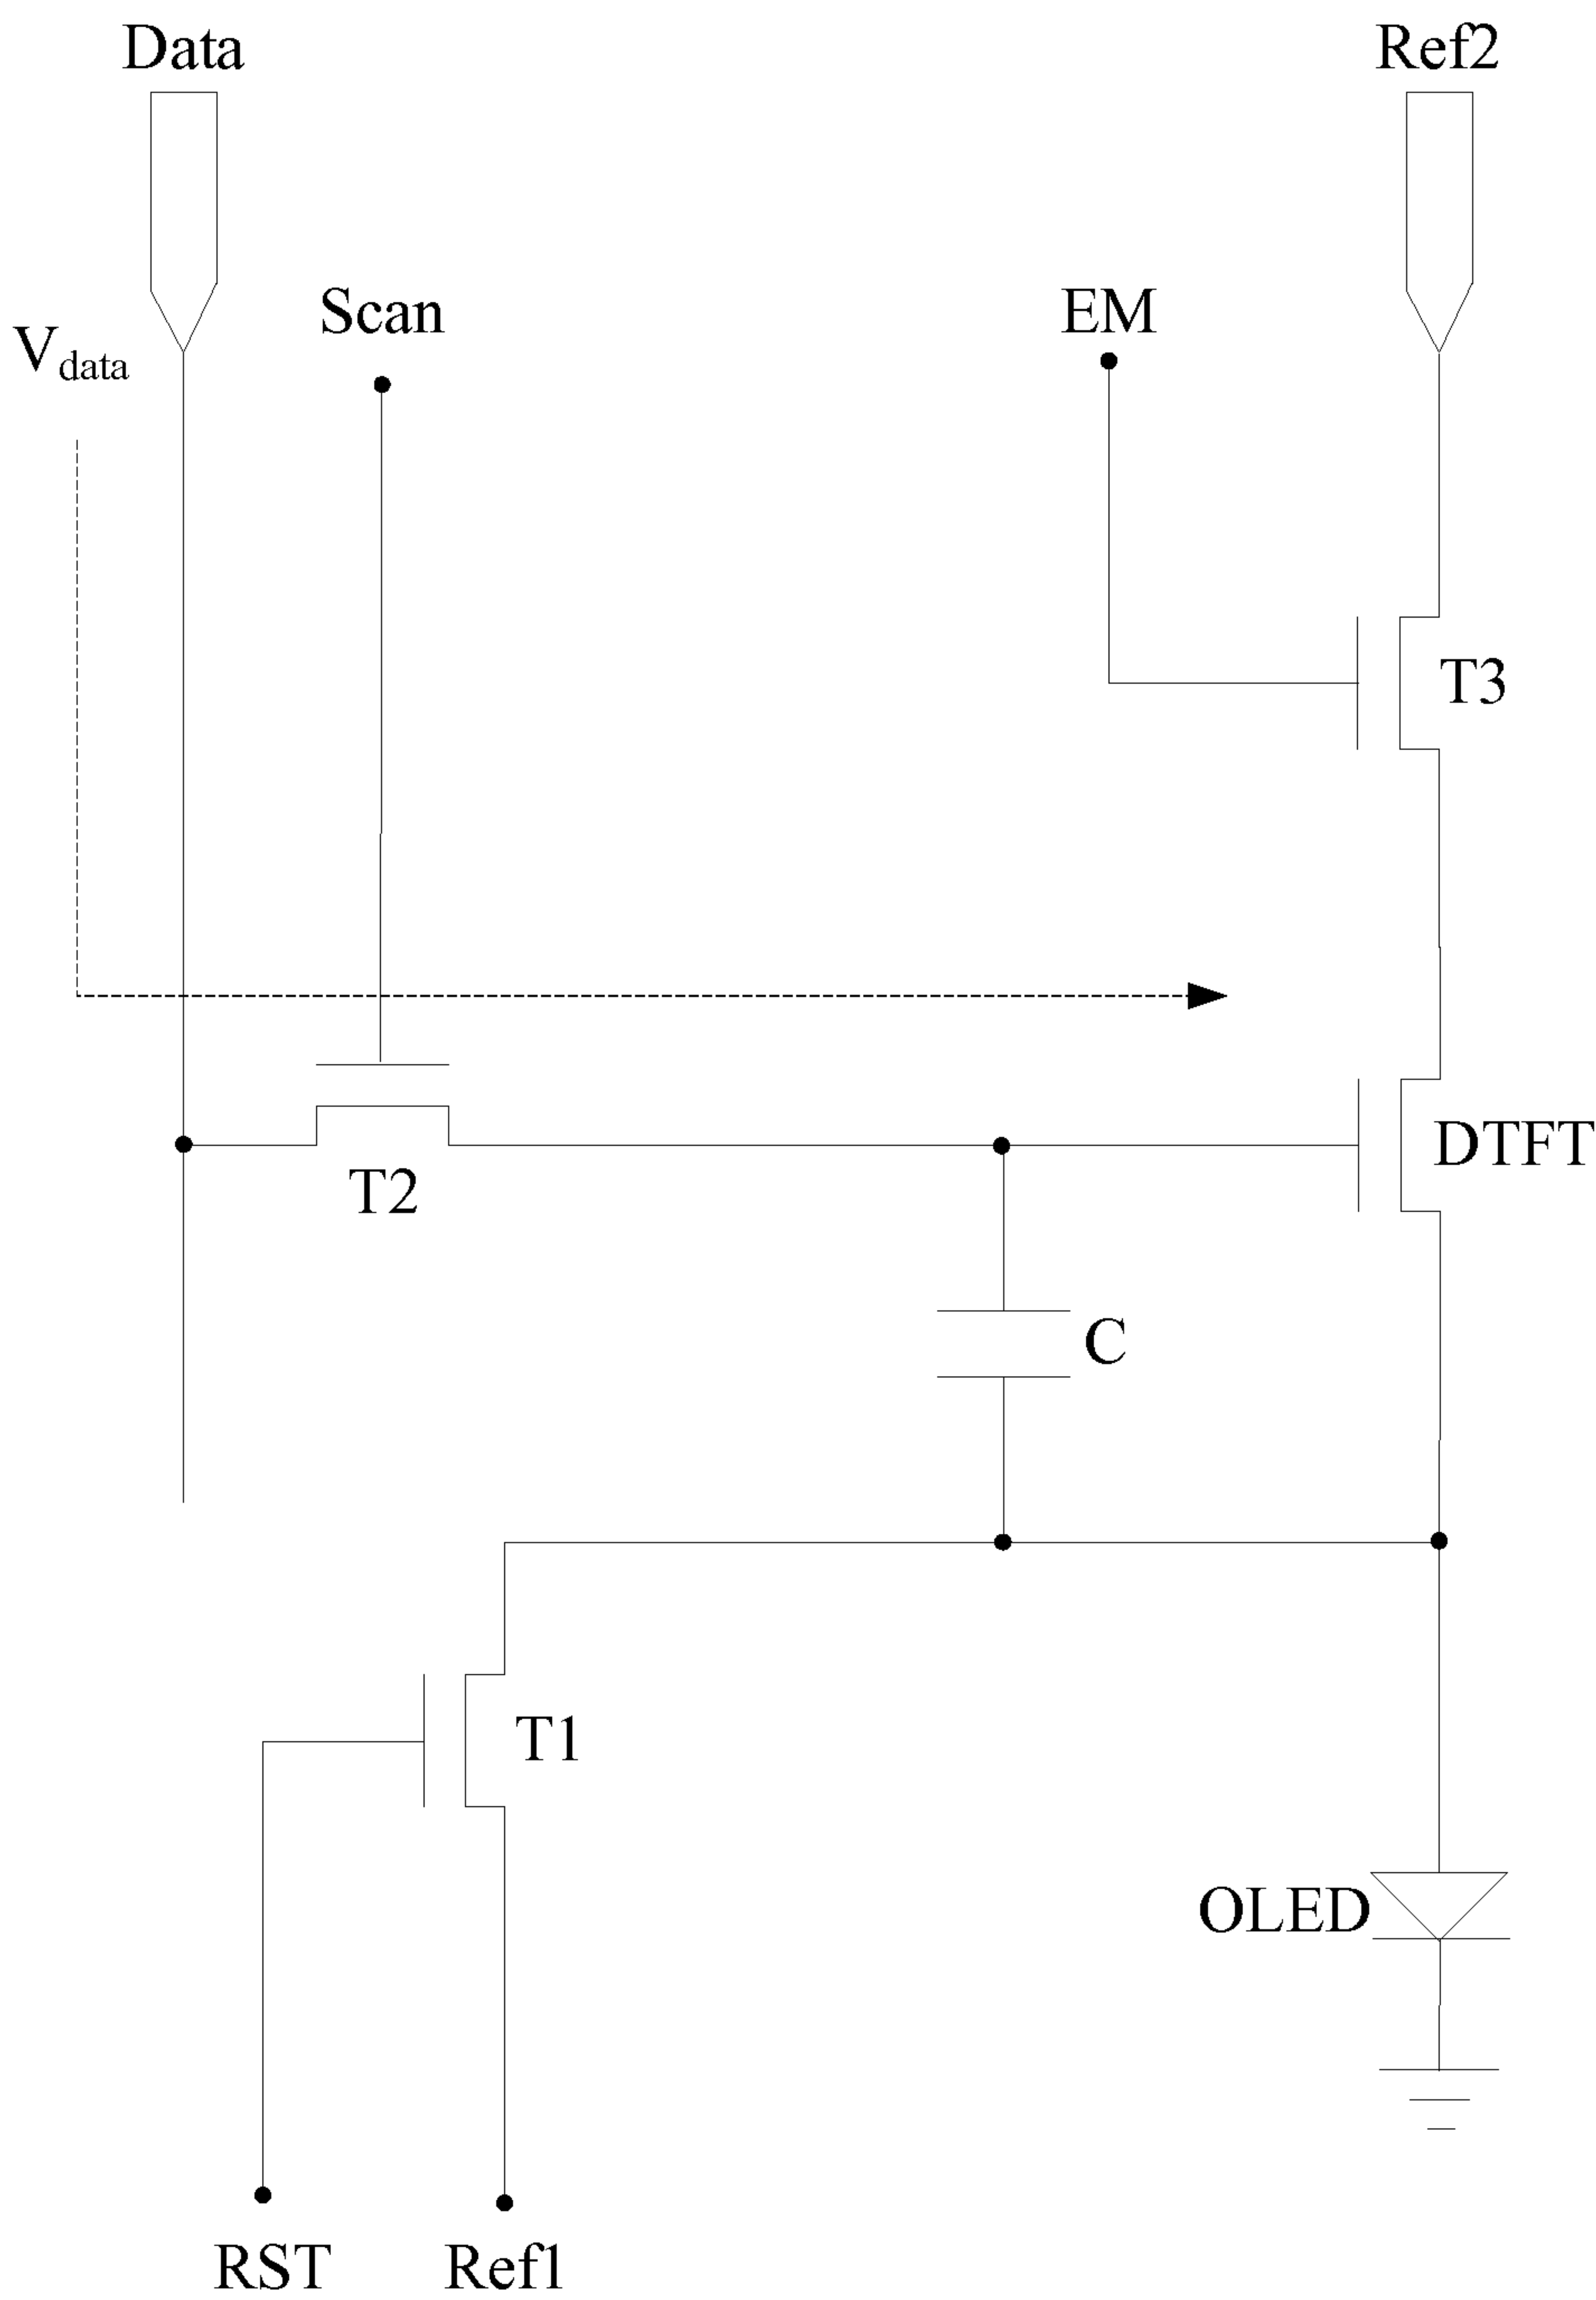 Data
Ref2
Scan
EM
Vdata
T3
DTFT
T2
C
T1
OLED
RST
Ref1